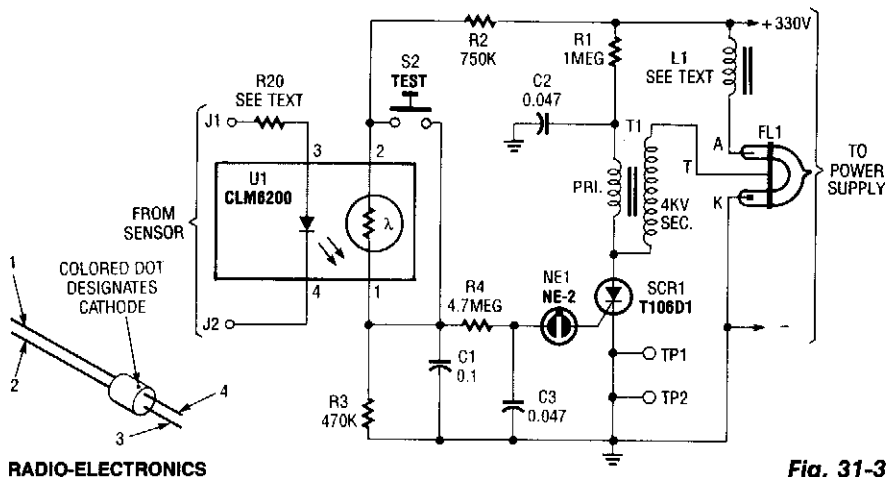 R2
750K
R1
1MEG
+330V
L1
SEE TEXT
S2
TEST
C2
0.047
R20
SEE TEXT
J1
T1
FL1
A
T
K
TO
POWER
SUPPLY
3
2
U1
CLM6200
λ
PRI.
4KV
SEC.
FROM
SENSOR
4
1
R4
4.7MEG
NE1
NE-2
SCR1
T106D1
–
COLORED DOT
DESIGNATES
CATHODE
J2
1
2
3
4
C1
0.1
R3
470K
C3
0.047
TP1
TP2
RADIO-ELECTRONICS
Fig. 31-3